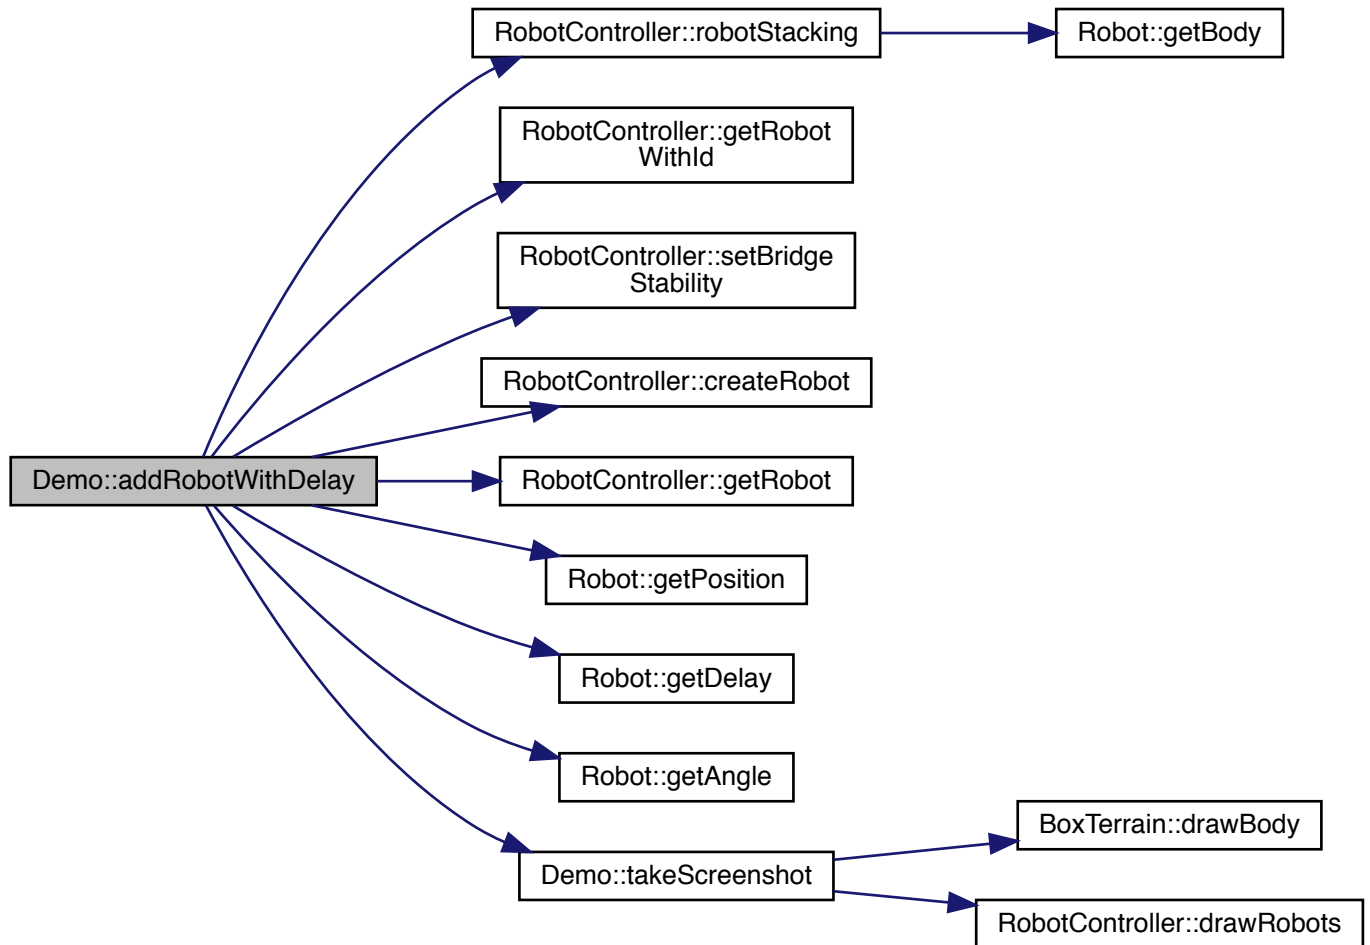 RobotController::robotStacking
Robot::getBody
RobotController::getRobot
WithId
RobotController::setBridge
Stability
RobotController::createRobot
Demo::addRobotWithDelay
RobotController::getRobot
Robot::getPosition
Robot::getDelay
Robot::getAngle
BoxTerrain::drawBody
Demo::takeScreenshot
RobotController::drawRobots